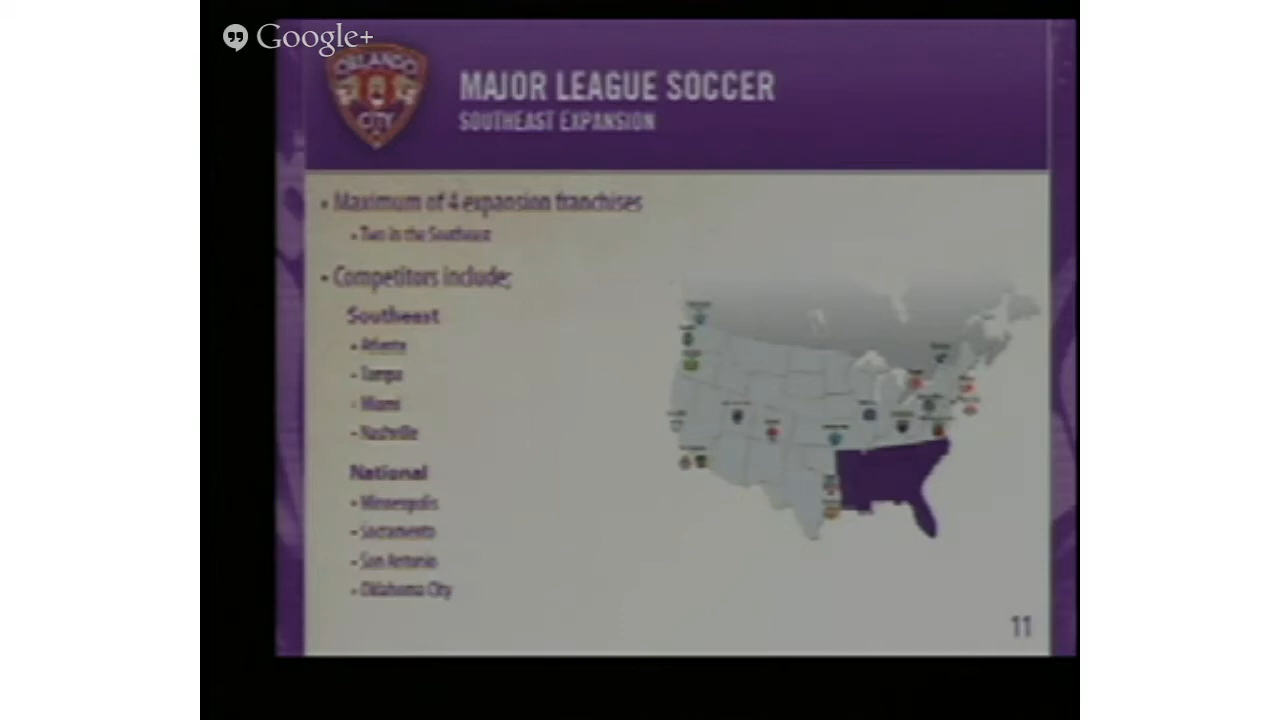 Google+
ORLANDO
CITY
MAJOR LEAGUE SOCCER
SOUTHEAST EXPANSION
• Maximum of 4 expansion franchises
• Two in the Southeast
• Competitors include;
Southeast
• Atlanta
• Tampa
• Miami
• Nashville
National
• Minneapolis
• Sacramento
• San Antonio
• Oklahoma City
11